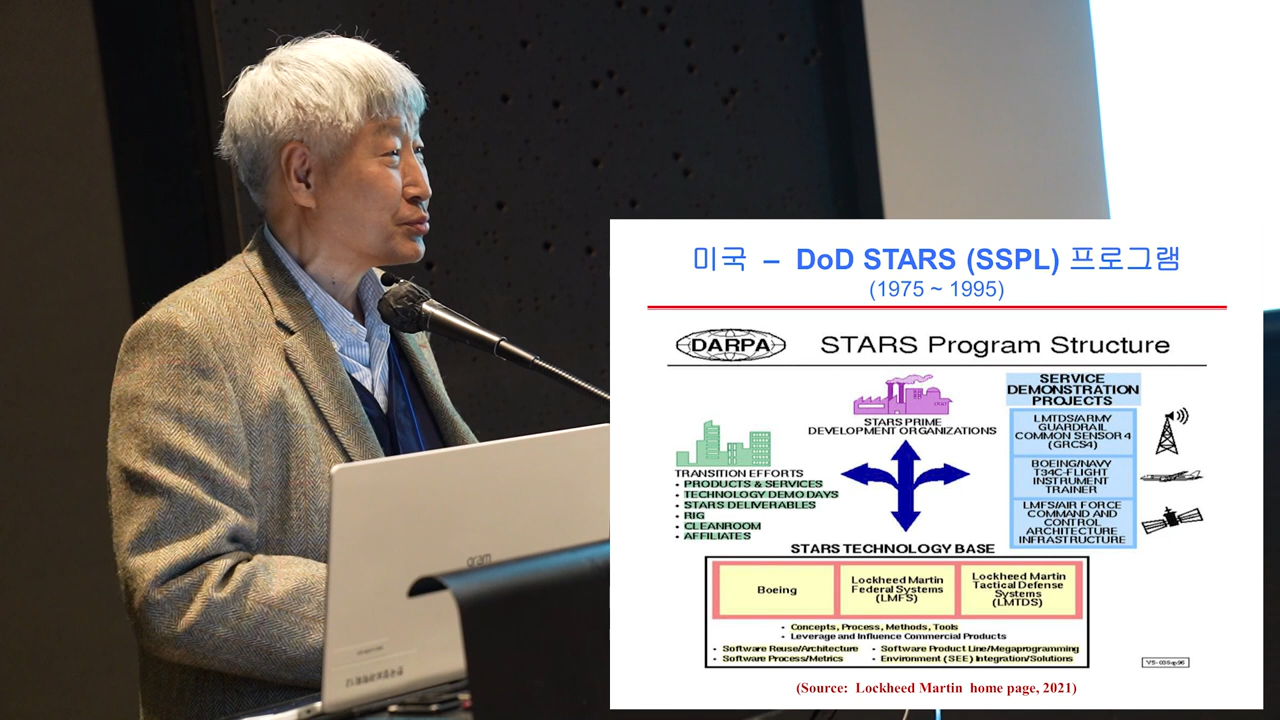 미국 – DoD STARS (SSPL) 프로그램
(1975 ~ 1995)
DARPA
STARS Program Structure
STARS PRIME
DEVELOPMENT ORGANIZATIONS
SERVICE
DEMONSTRATION
PROJECTS
LMTDS/ARMY
GUARDRAIL
COMMON SENSOR 4
(GRCS4)
BOEING/NAVY
T34C-FLIGHT
INSTRUMENT
TRAINER
LMFS/AIR FORCE
COMMAND AND
CONTROL
ARCHITECTURE
INFRASTRUCTURE
TRANSITION EFFORTS
• PRODUCTS & SERVICES
• TECHNOLOGY DEMO DAYS
• STARS DELIVERABLES
• RIG
• CLEANROOM
• AFFILIATES
STARS TECHNOLOGY BASE
Boeing
Lockheed Martin
Federal Systems
(LMFS)
Lockheed Martin
Tactical Defense
Systems
(LMTDS)
• Concepts, Process, Methods, Tools
• Leverage and Influence Commercial Products
• Software Reuse/Architecture
• Software Process/Metrics
• Software Product Line/Megaprogramming
• Environment (SEE) Integration/Solutions
(Source: Lockheed Martin home page, 2021)
gram